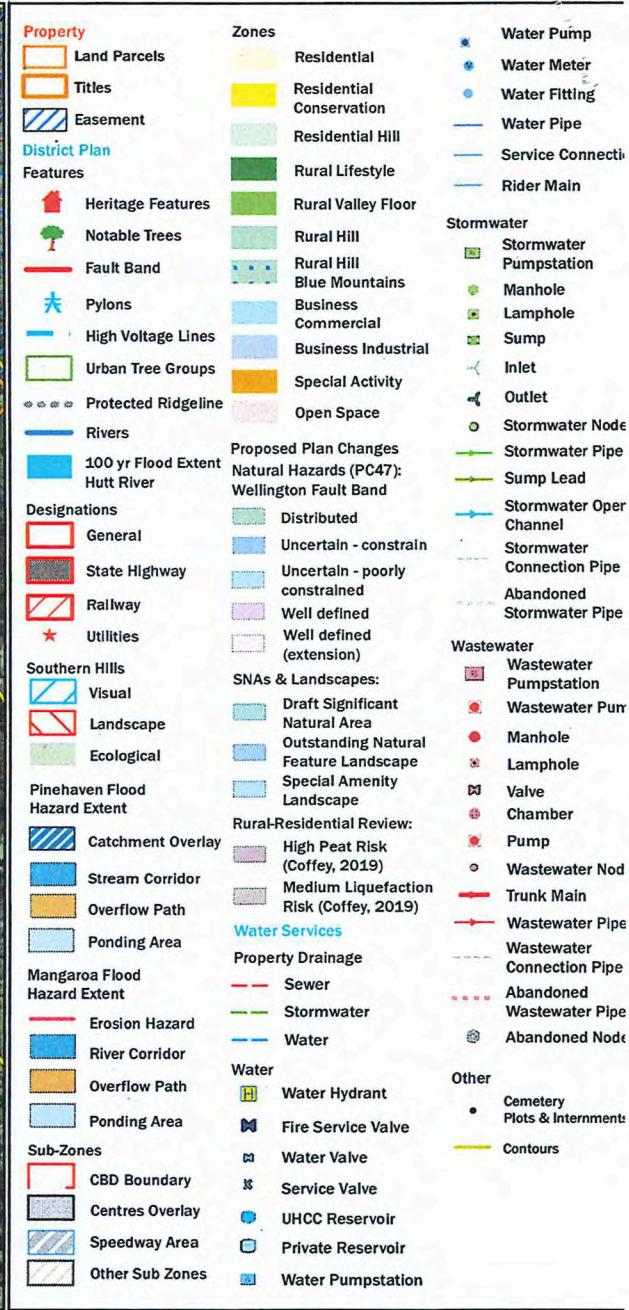 Property
Land Parcels
Titles
Easement
District Plan
Features
Heritage Features
Notable Trees
Fault Band
Pylons
High Voltage Lines
Urban Tree Groups
Protected Ridgeline
Rivers
100 yr Flood Extent
Hutt River
Designations
General
State Highway
Railway
Utilities
Southern Hills
Visual
Landscape
Ecological
Pinehaven Flood
Hazard Extent
Catchment Overlay
Stream Corridor
Overflow Path
Ponding Area
Mangaroa Flood
Hazard Extent
Erosion Hazard
River Corridor
Overflow Path
Ponding Area
Sub-Zones
CBD Boundary
Centres Overlay
Speedway Area
Other Sub Zones
Zones
Residential
Residential
Conservation
Residential Hill
Rural Lifestyle
Rural Valley Floor
Rural Hill
Rural Hill
Blue Mountains
Business
Commercial
Business Industrial
Special Activity
Open Space
Proposed Plan Changes
Natural Hazards (PC47):
Wellington Fault Band
Distributed
Uncertain - constrain
Uncertain - poorly
constrained
Well defined
Well defined
(extension)
SNAs & Landscapes:
Draft Significant
Natural Area
Outstanding Natural
Feature Landscape
Special Amenity
Landscape
Rural-Residential Review:
High Peat Risk
(Coffey, 2019)
Medium Liquefaction
Risk (Coffey, 2019)
Water Services
Property Drainage
Sewer
Stormwater
Water
Water
H Water Hydrant
Fire Service Valve
Water Valve
Service Valve
UHCC Reservoir
Private Reservoir
Water Pumpstation
Water Pump
Water Meter
Water Fitting
Water Pipe
Service Connecti
Rider Main
Stormwater
Stormwater
Pumpstation
Manhole
Lamphole
Sump
Inlet
Outlet
Stormwater Node
Stormwater Pipe
Sump Lead
Stormwater Oper
Channel
Stormwater
Connection Pipe
Abandoned
Stormwater Pipe
Wastewater
Wastewater
Pumpstation
Wastewater Pum
Manhole
Lamphole
Valve
Chamber
Pump
Wastewater Nod
Trunk Main
Wastewater Pipe
Wastewater
Connection Pipe
Abandoned
Wastewater Pipe
Abandoned Node
Other
Cemetery
Plots & Internments
Contours